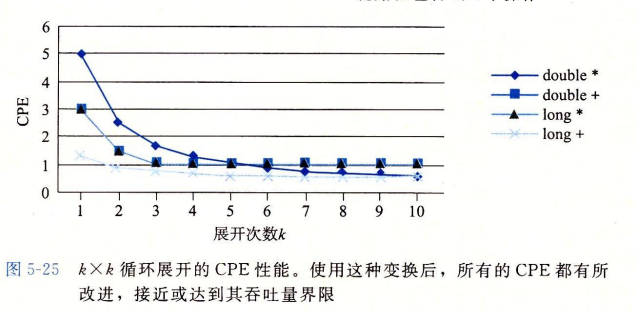 6
5
4
3
2
1
0
CPE
1 2 3 4 5 6 7 8 9 10
展开次数k
double *
double +
long *
long +
图 5-25 k×k 循环展开的 CPE 性能。使用这种变换后，所有的 CPE 都有所
改进，接近或达到其吞吐量界限